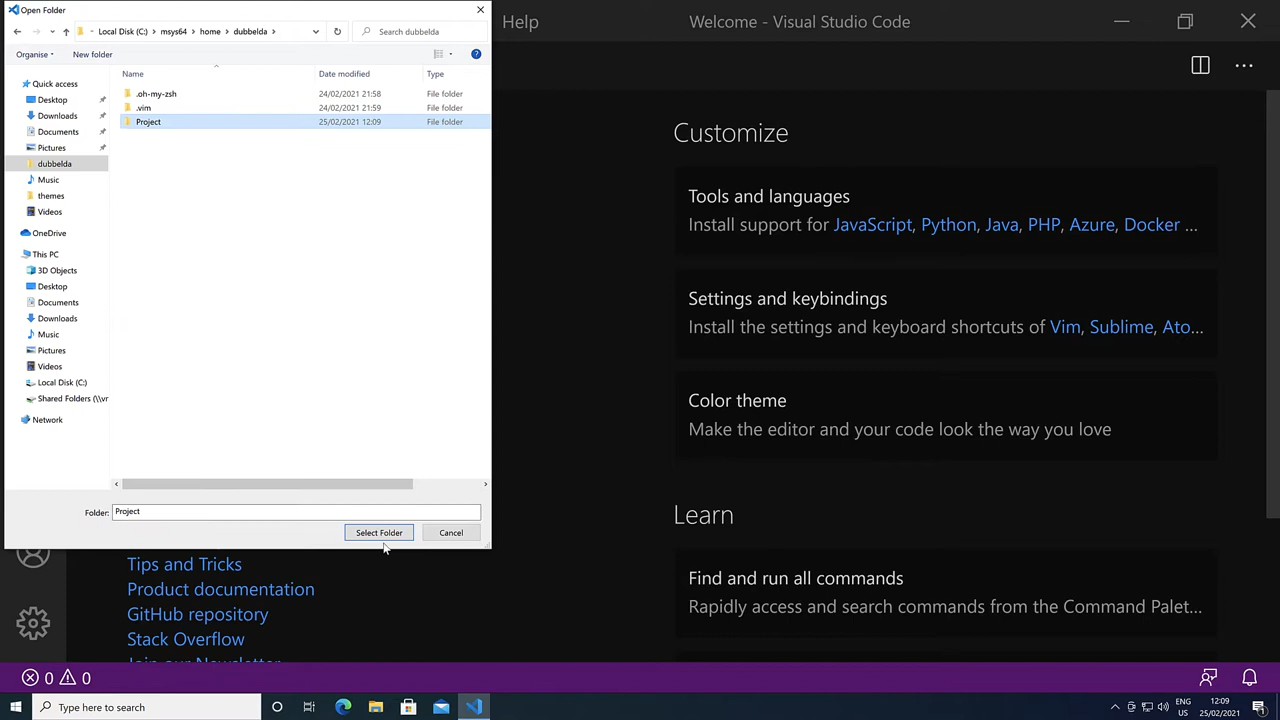 Open Folder
Help
Welcome - Visual Studio Code
Local Disk (C:) msys64 home dubbelda
Search dubbelda
Organise New folder
Name Date modified Type
.oh-my-zsh 24/02/2021 21:58 File folder
.vim 24/02/2021 21:59 File folder
Project 25/02/2021 12:09 File folder
Quick access
Desktop
Downloads
Documents
Pictures
dubbelda
Music
themes
Videos
OneDrive
This PC
3D Objects
Desktop
Documents
Downloads
Music
Pictures
Videos
Local Disk (C:)
Shared Folders (\\vr
Network
Folder: Project
Select Folder Cancel
Tips and Tricks
Product documentation
GitHub repository
Stack Overflow
Join our Newsletter
Customize
Tools and languages
Install support for JavaScript, Python, Java, PHP, Azure, Docker ...
Settings and keybindings
Install the settings and keyboard shortcuts of Vim, Sublime, Ato...
Color theme
Make the editor and your code look the way you love
Learn
Find and run all commands
Rapidly access and search commands from the Command Palet...
0 0
Type here to search
ENG
US
12:09
25/02/2021
1